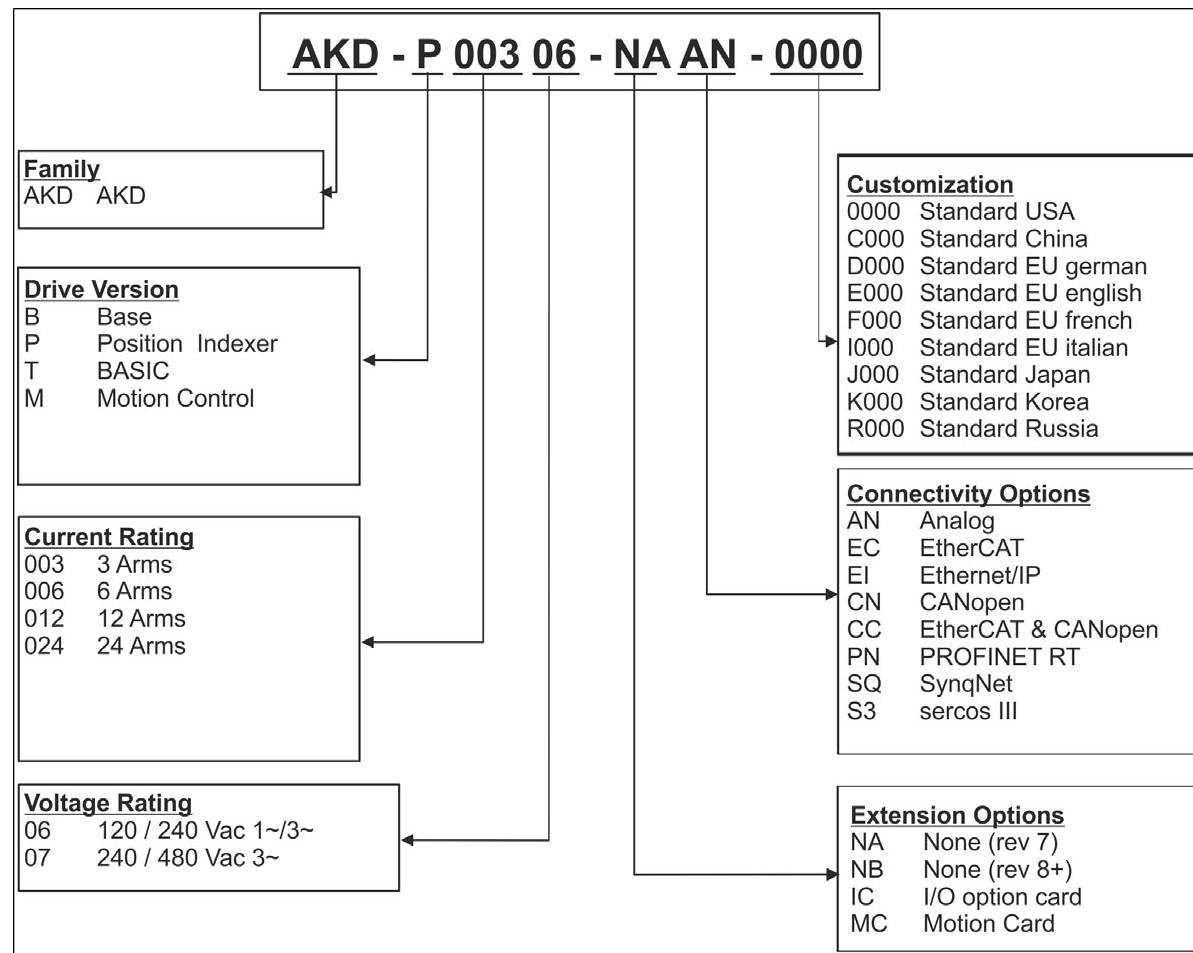 AKD - P 003 06 - NA AN - 0000
Family
AKD AKD
Drive Version
B Base
P Position Indexer
T BASIC
M Motion Control
Current Rating
003 3 Arms
006 6 Arms
012 12 Arms
024 24 Arms
Voltage Rating
06 120 / 240 Vac 1~/3~
07 240 / 480 Vac 3~
Customization
0000 Standard USA
C000 Standard China
D000 Standard EU german
E000 Standard EU english
F000 Standard EU french
I000 Standard EU italian
J000 Standard Japan
K000 Standard Korea
R000 Standard Russia
Connectivity Options
AN Analog
EC EtherCAT
EI Ethernet/IP
CN CANopen
CC EtherCAT & CANopen
PN PROFINET RT
SQ SynqNet
S3 sercos III
Extension Options
NA None (rev 7)
NB None (rev 8+)
IC I/O option card
MC Motion Card